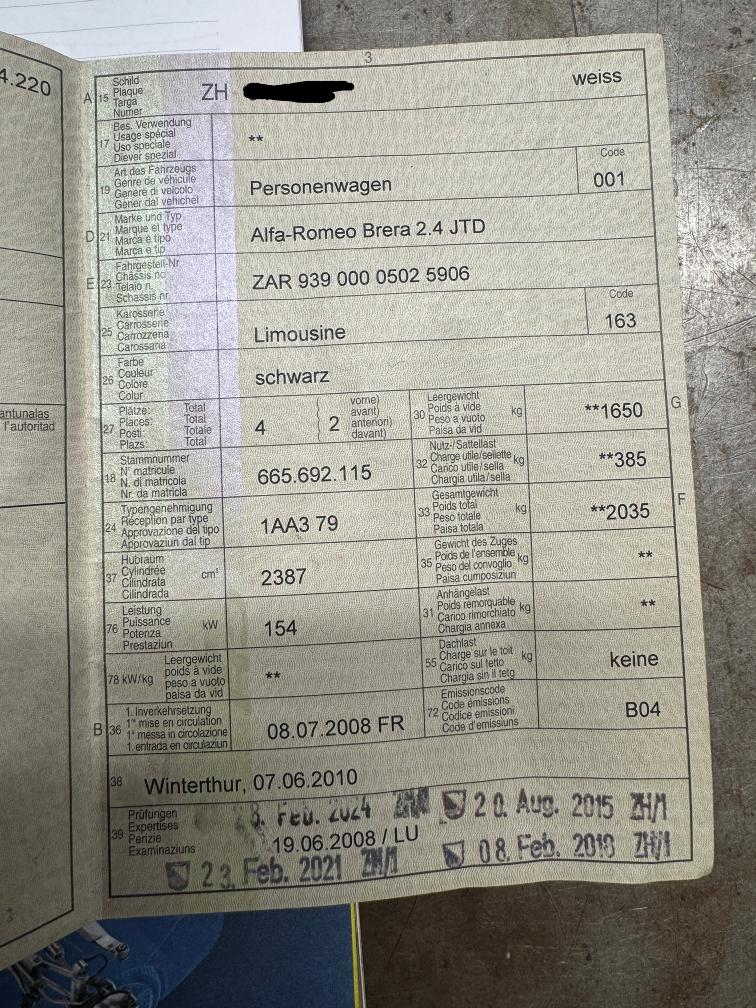 4.220
antunalas
l'autoritad
3
A 15 Schild
Plaque
Targa
Numer
ZH
weiss
17 Bes. Verwendung
Usage spécial
Uso speciale
Diever spezial
**
19 Art des Fahrzeugs
Genre de véhicule
Genere di veicolo
Gener dal vehichel
Personenwagen
Code
001
D 21 Marke und Typ
Marque et type
Marca e tipo
Marca e tip
Alfa-Romeo Brera 2.4 JTD
E 23 Fahrgestell-Nr.
Châssis no
Telaio n.
Schassis nr.
ZAR 939 000 0502 5906
25 Karosserie
Carrosserie
Carrozzeria
Carossaria
Limousine
Code
163
26 Farbe
Couleur
Colore
Colur
schwarz
27 Plätze: Total
Places: Total
Posti: Totale
Plazs: Total
4
2
vorne)
avant)
anteriori)
davant)
30 Leergewicht
Poids à vide
Peso a vuoto
Paisa da vid
kg
**1650
G
18 Stammnummer
N° matricule
N. di matricola
Nr. da matricla
665.692.115
32 Nutz-/Sattellast
Charge utile/sellette
Carico utile/sella
Chargia utila/sella
kg
**385
24 Typengenehmigung
Réception par type
Approvazione del tipo
Approvaziun dal tip
1AA3 79
33 Gesamtgewicht
Poids total
Peso totale
Paisa totala
kg
**2035
F
37 Hubraum
Cylindrée
Cilindrata
Cilindrada
cm³
2387
35 Gewicht des Zuges
Poids de l'ensemble
Peso del convoglio
Paisa cumposiziun
kg
**
76 Leistung
Puissance
Potenza
Prestaziun
kW
154
31 Anhängelast
Poids remorquable
Carico rimorchiato
Chargia annexa
kg
**
78 kW/kg
Leergewicht
poids à vide
peso a vuoto
paisa da vid
**
55 Dachlast
Charge sur le toit
Carico sul tetto
Chargia sin il tetg
kg
keine
B 36 1. Inverkehrsetzung
1re mise en circulation
1a messa in circolazione
1. entrada en circulaziun
08.07.2008 FR
72 Emissionscode
Code émissions
Codice emissioni
Code d'emissiuns
B04
38 Winterthur, 07.06.2010
39 Prüfungen
Expertises
Perizie
Examinaziuns
Feb. 2024
20. Aug. 2015 ZH/1
19.06.2008 / LU
23. Feb. 2021 ZH/1
08. Feb.